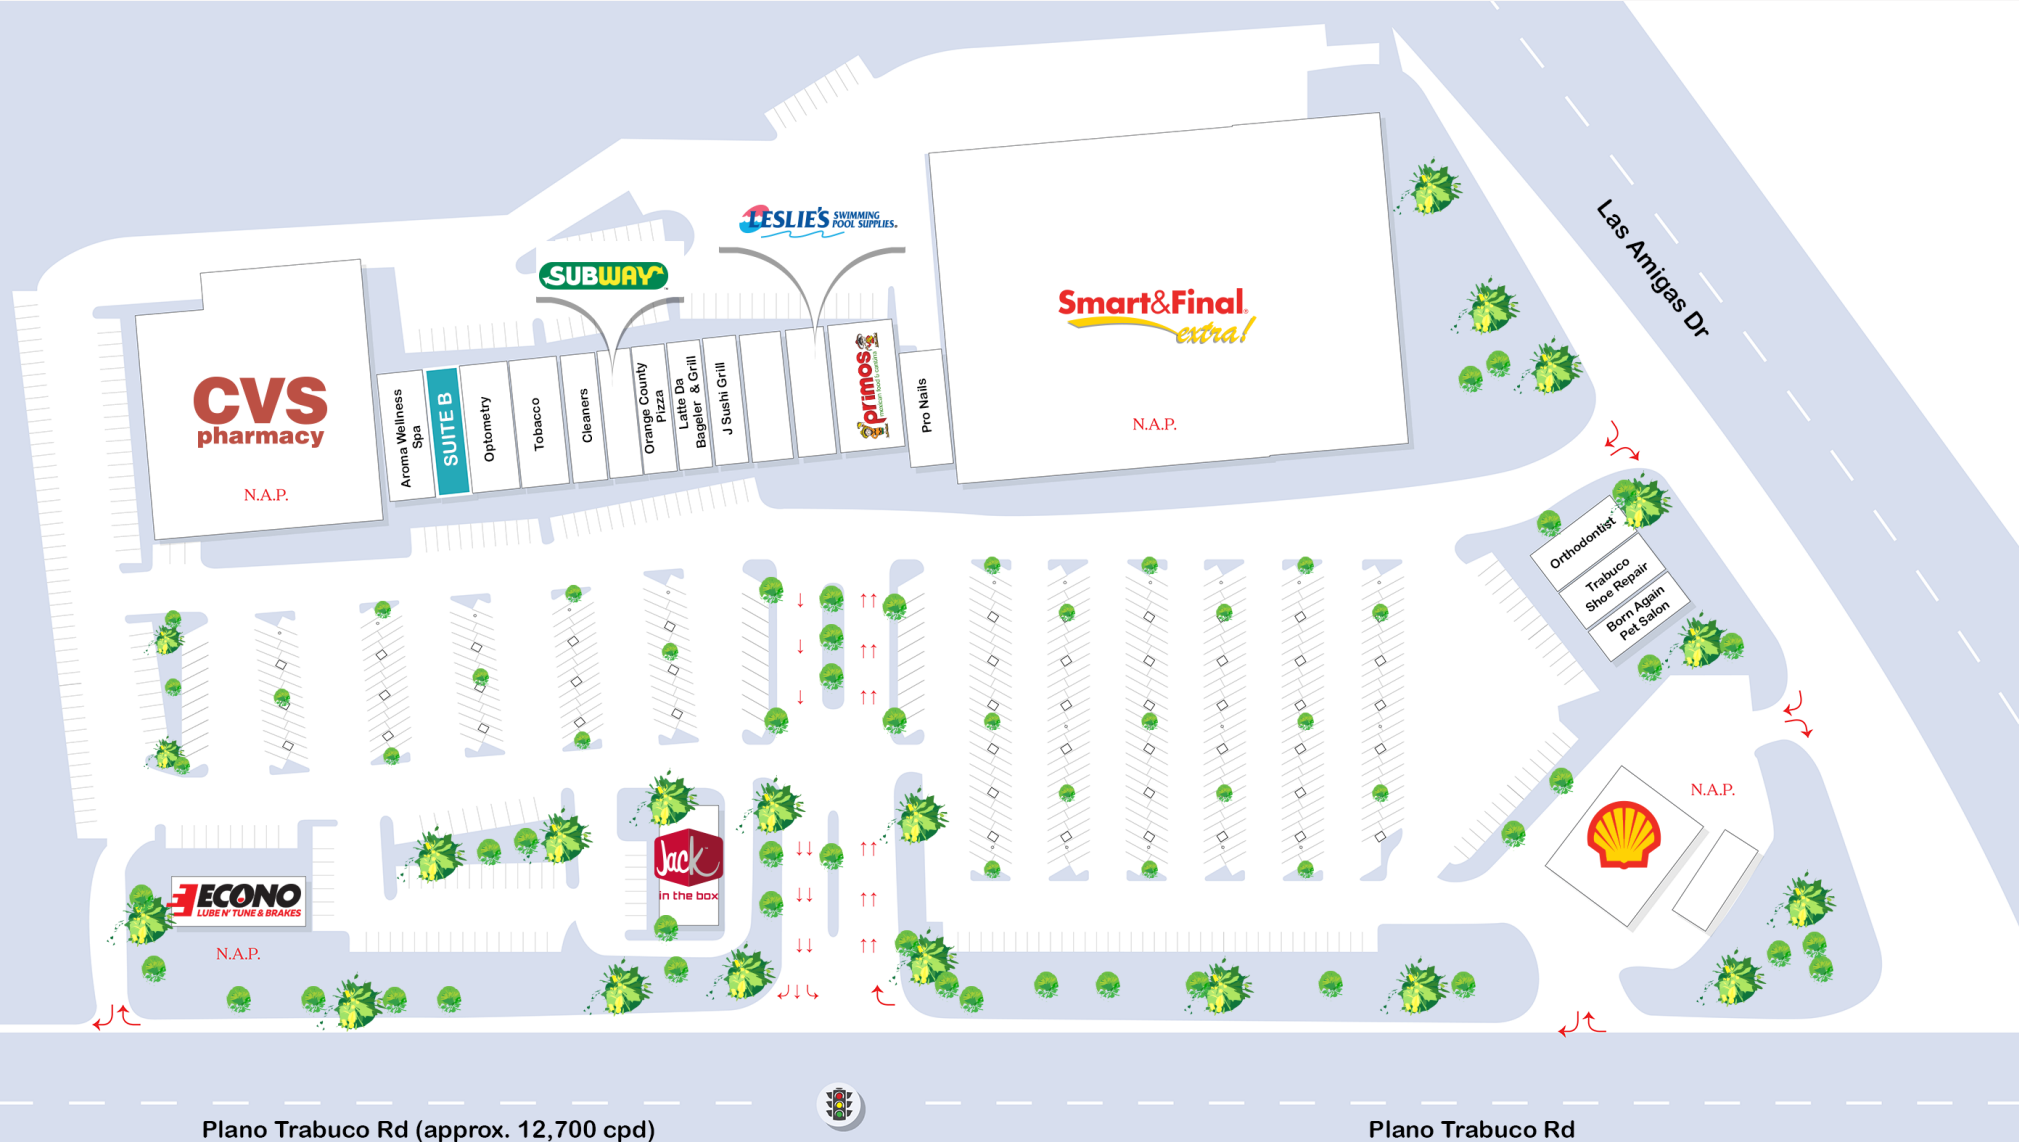 LESLIE'S SWIMMING
POOL SUPPLIES.
SUBWAY
Smart&Final
extra!
N.A.P.
CVS
pharmacy
N.A.P.
Aroma Wellness
Spa
SUITE B
Optometry
Tobacco
Cleaners
Orange County
Pizza
Latte Da
Bageler & Grill
J Sushi Grill
primos
mexican food & cantina
Pro Nails
Las Amigas Dr
Orthodontist
Trabuco
Shoe Repair
Born Again
Pet Salon
N.A.P.
Jack
in the box
ECONO
LUBE N' TUNE & BRAKES
N.A.P.
Plano Trabuco Rd (approx. 12,700 cpd)
Plano Trabuco Rd